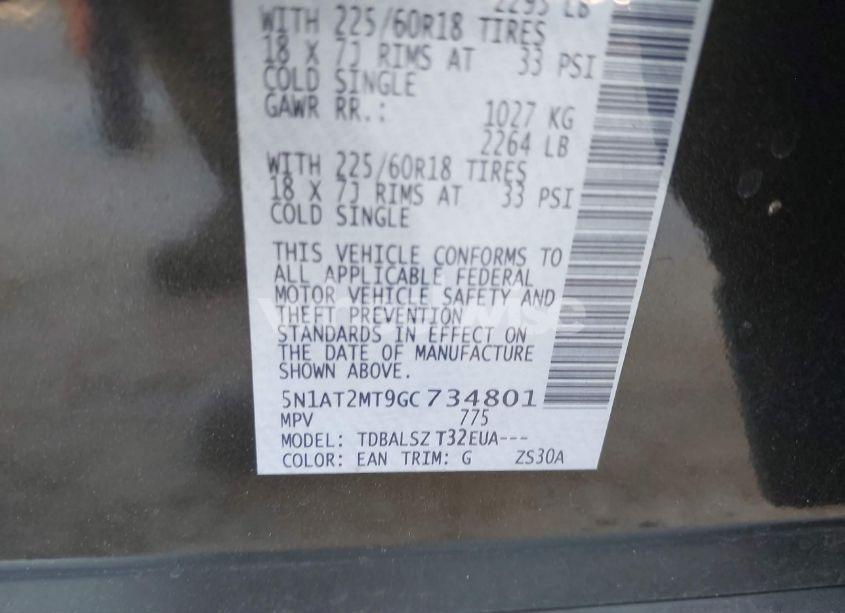 2295 LB
WITH 225/60R18 TIRES
18 X 7J RIMS AT 33 PSI
COLD SINGLE
GAWR RR.: 1027 KG
2264 LB
WITH 225/60R18 TIRES
18 X 7J RIMS AT 33 PSI
COLD SINGLE
THIS VEHICLE CONFORMS TO
ALL APPLICABLE FEDERAL
MOTOR VEHICLE SAFETY AND
THEFT PREVENTION
STANDARDS IN EFFECT ON
THE DATE OF MANUFACTURE
SHOWN ABOVE.
5N1AT2MT9GC734801
MPV 775
MODEL: TDBALSZ T32EUA---
COLOR: EAN TRIM: G ZS30A